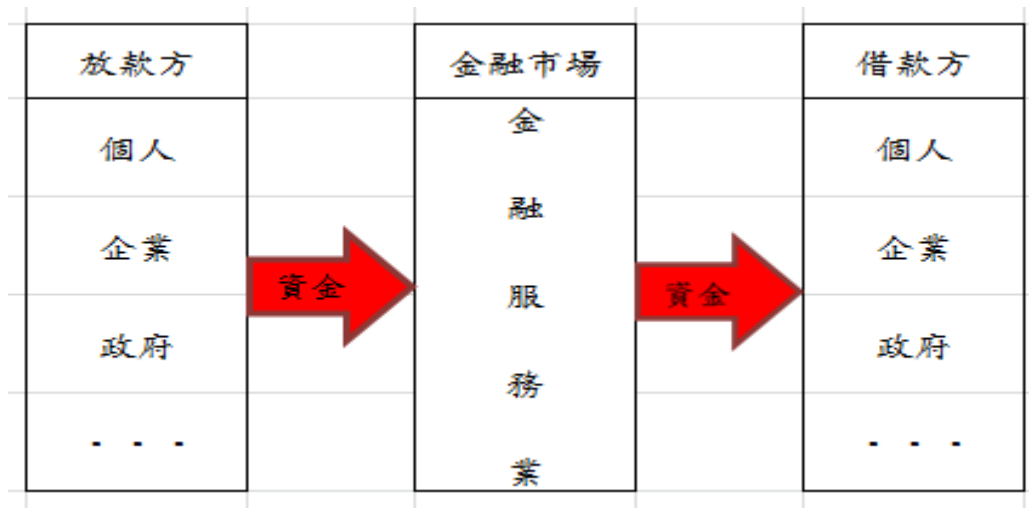 放款方
個人
企業
政府
- - -
資金
金融市場
金
融
服
務
業
資金
借款方
個人
企業
政府
- - -